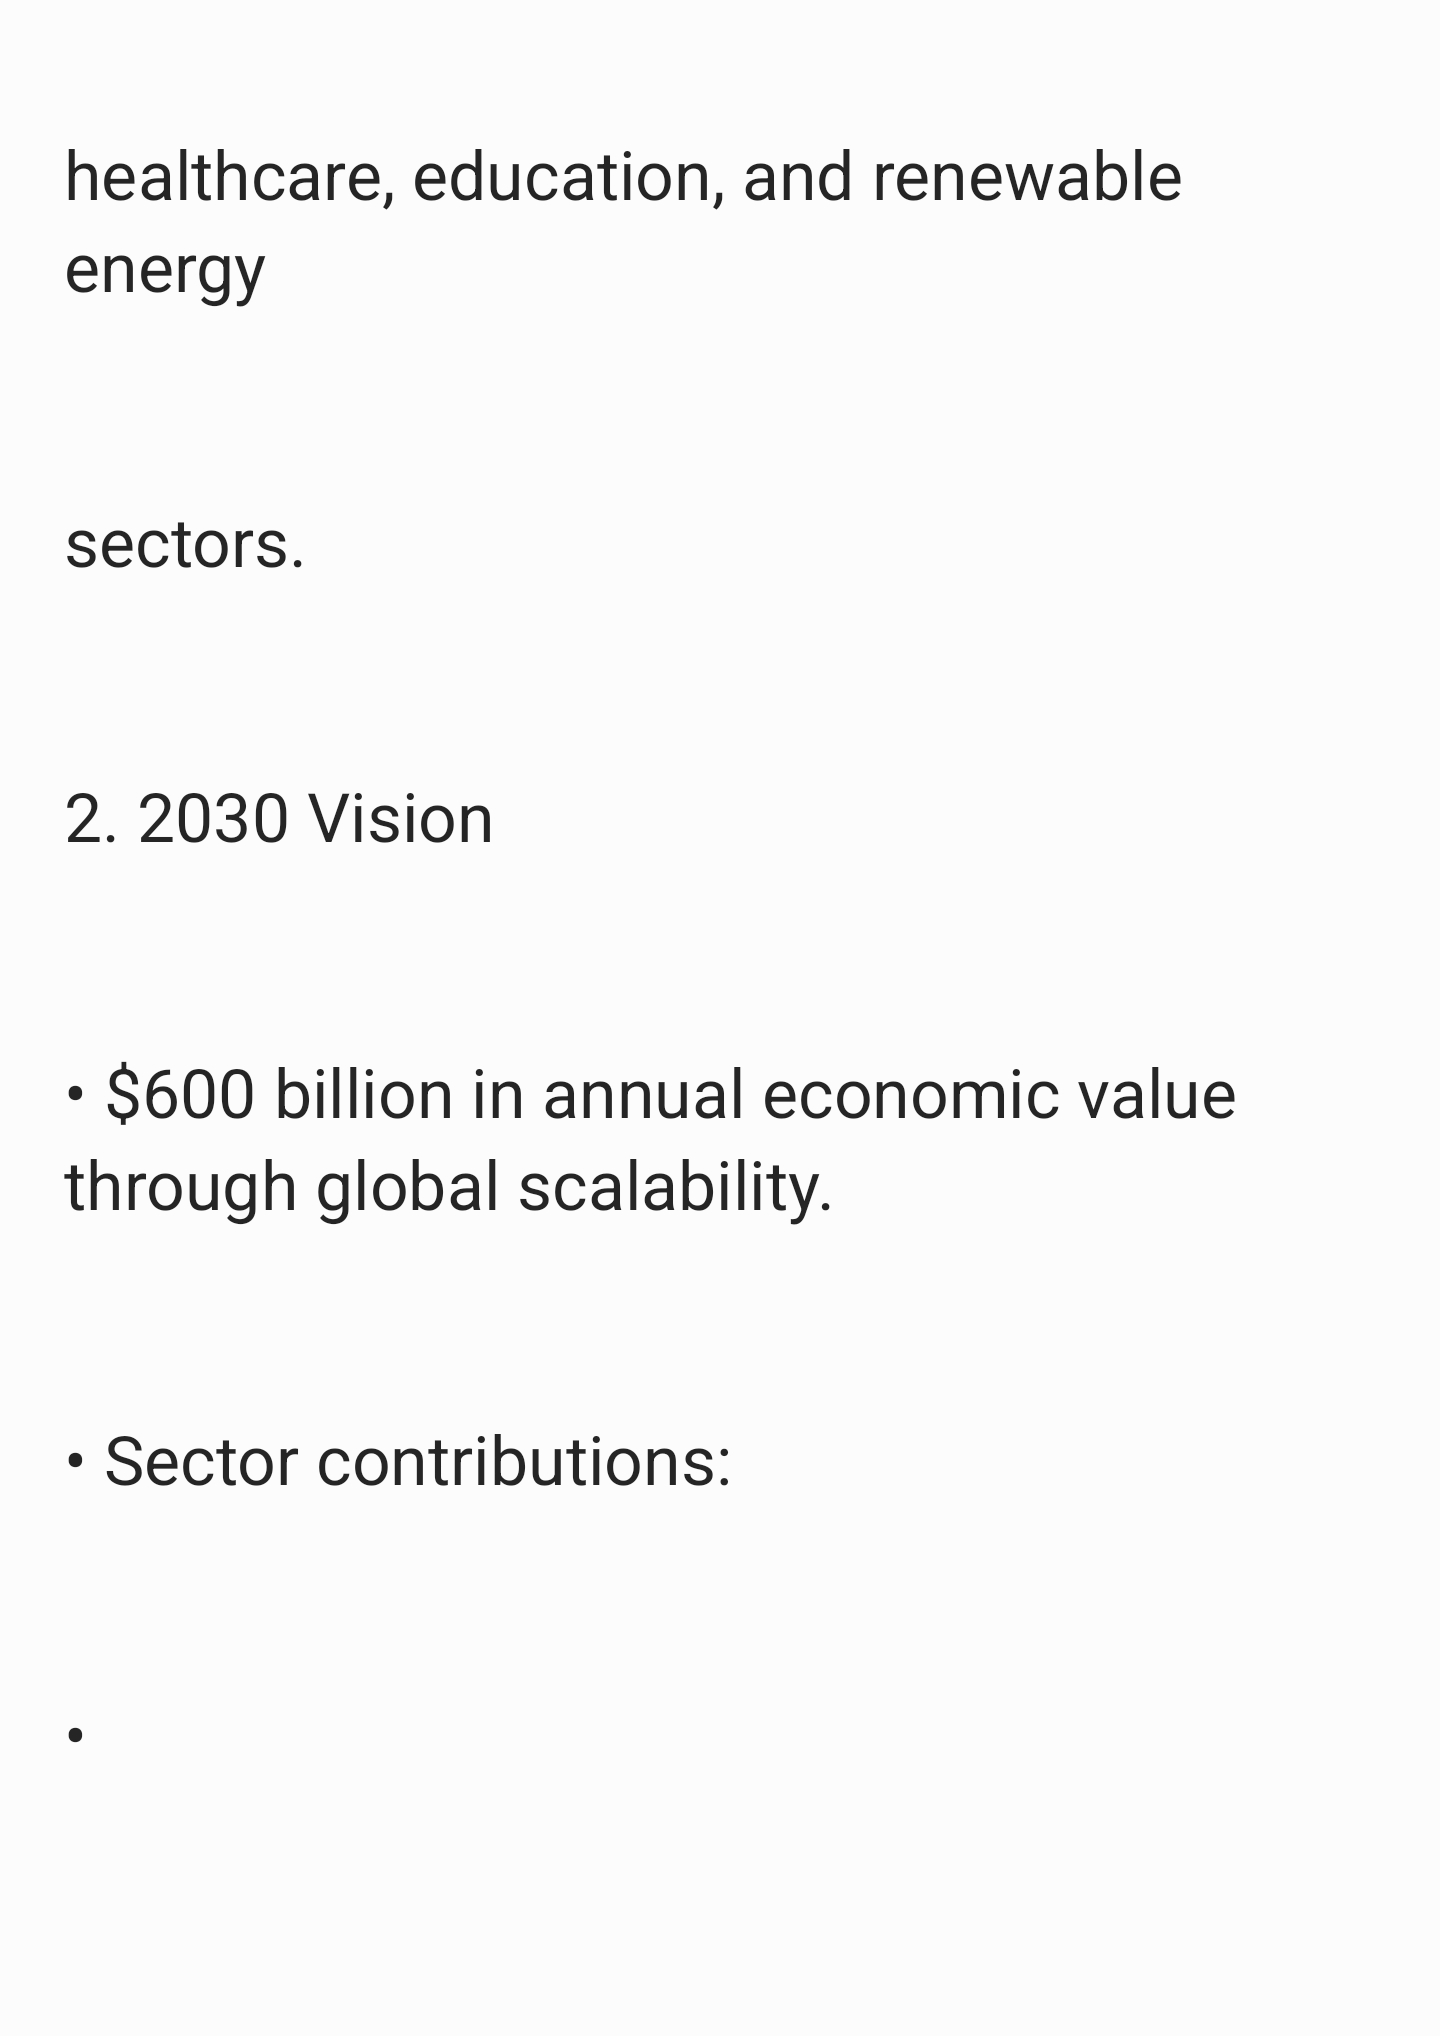 healthcare, education, and renewable
energy
sectors.
2. 2030 Vision
• $600 billion in annual economic value
through global scalability.
• Sector contributions:
•